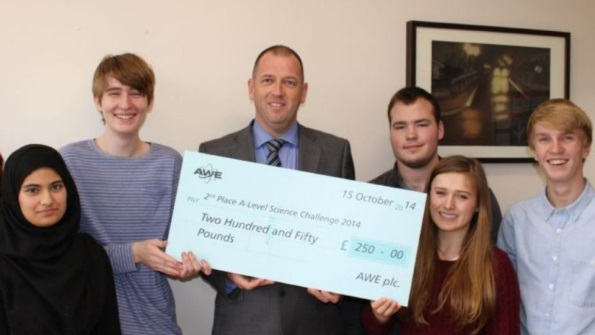 AWE
15 October 2014
PAY 2nd Place A-Level Science Challenge 2014
Two Hundred and Fifty
Pounds
£ 250 - 00
AWE plc.